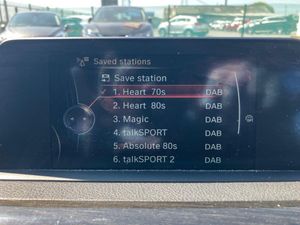 Saved stations
Save station
1. Heart 70s DAB
2. Heart 80s DAB
3. Magic DAB
4. talkSPORT DAB
5. Absolute 80s DAB
6. talkSPORT 2 DAB